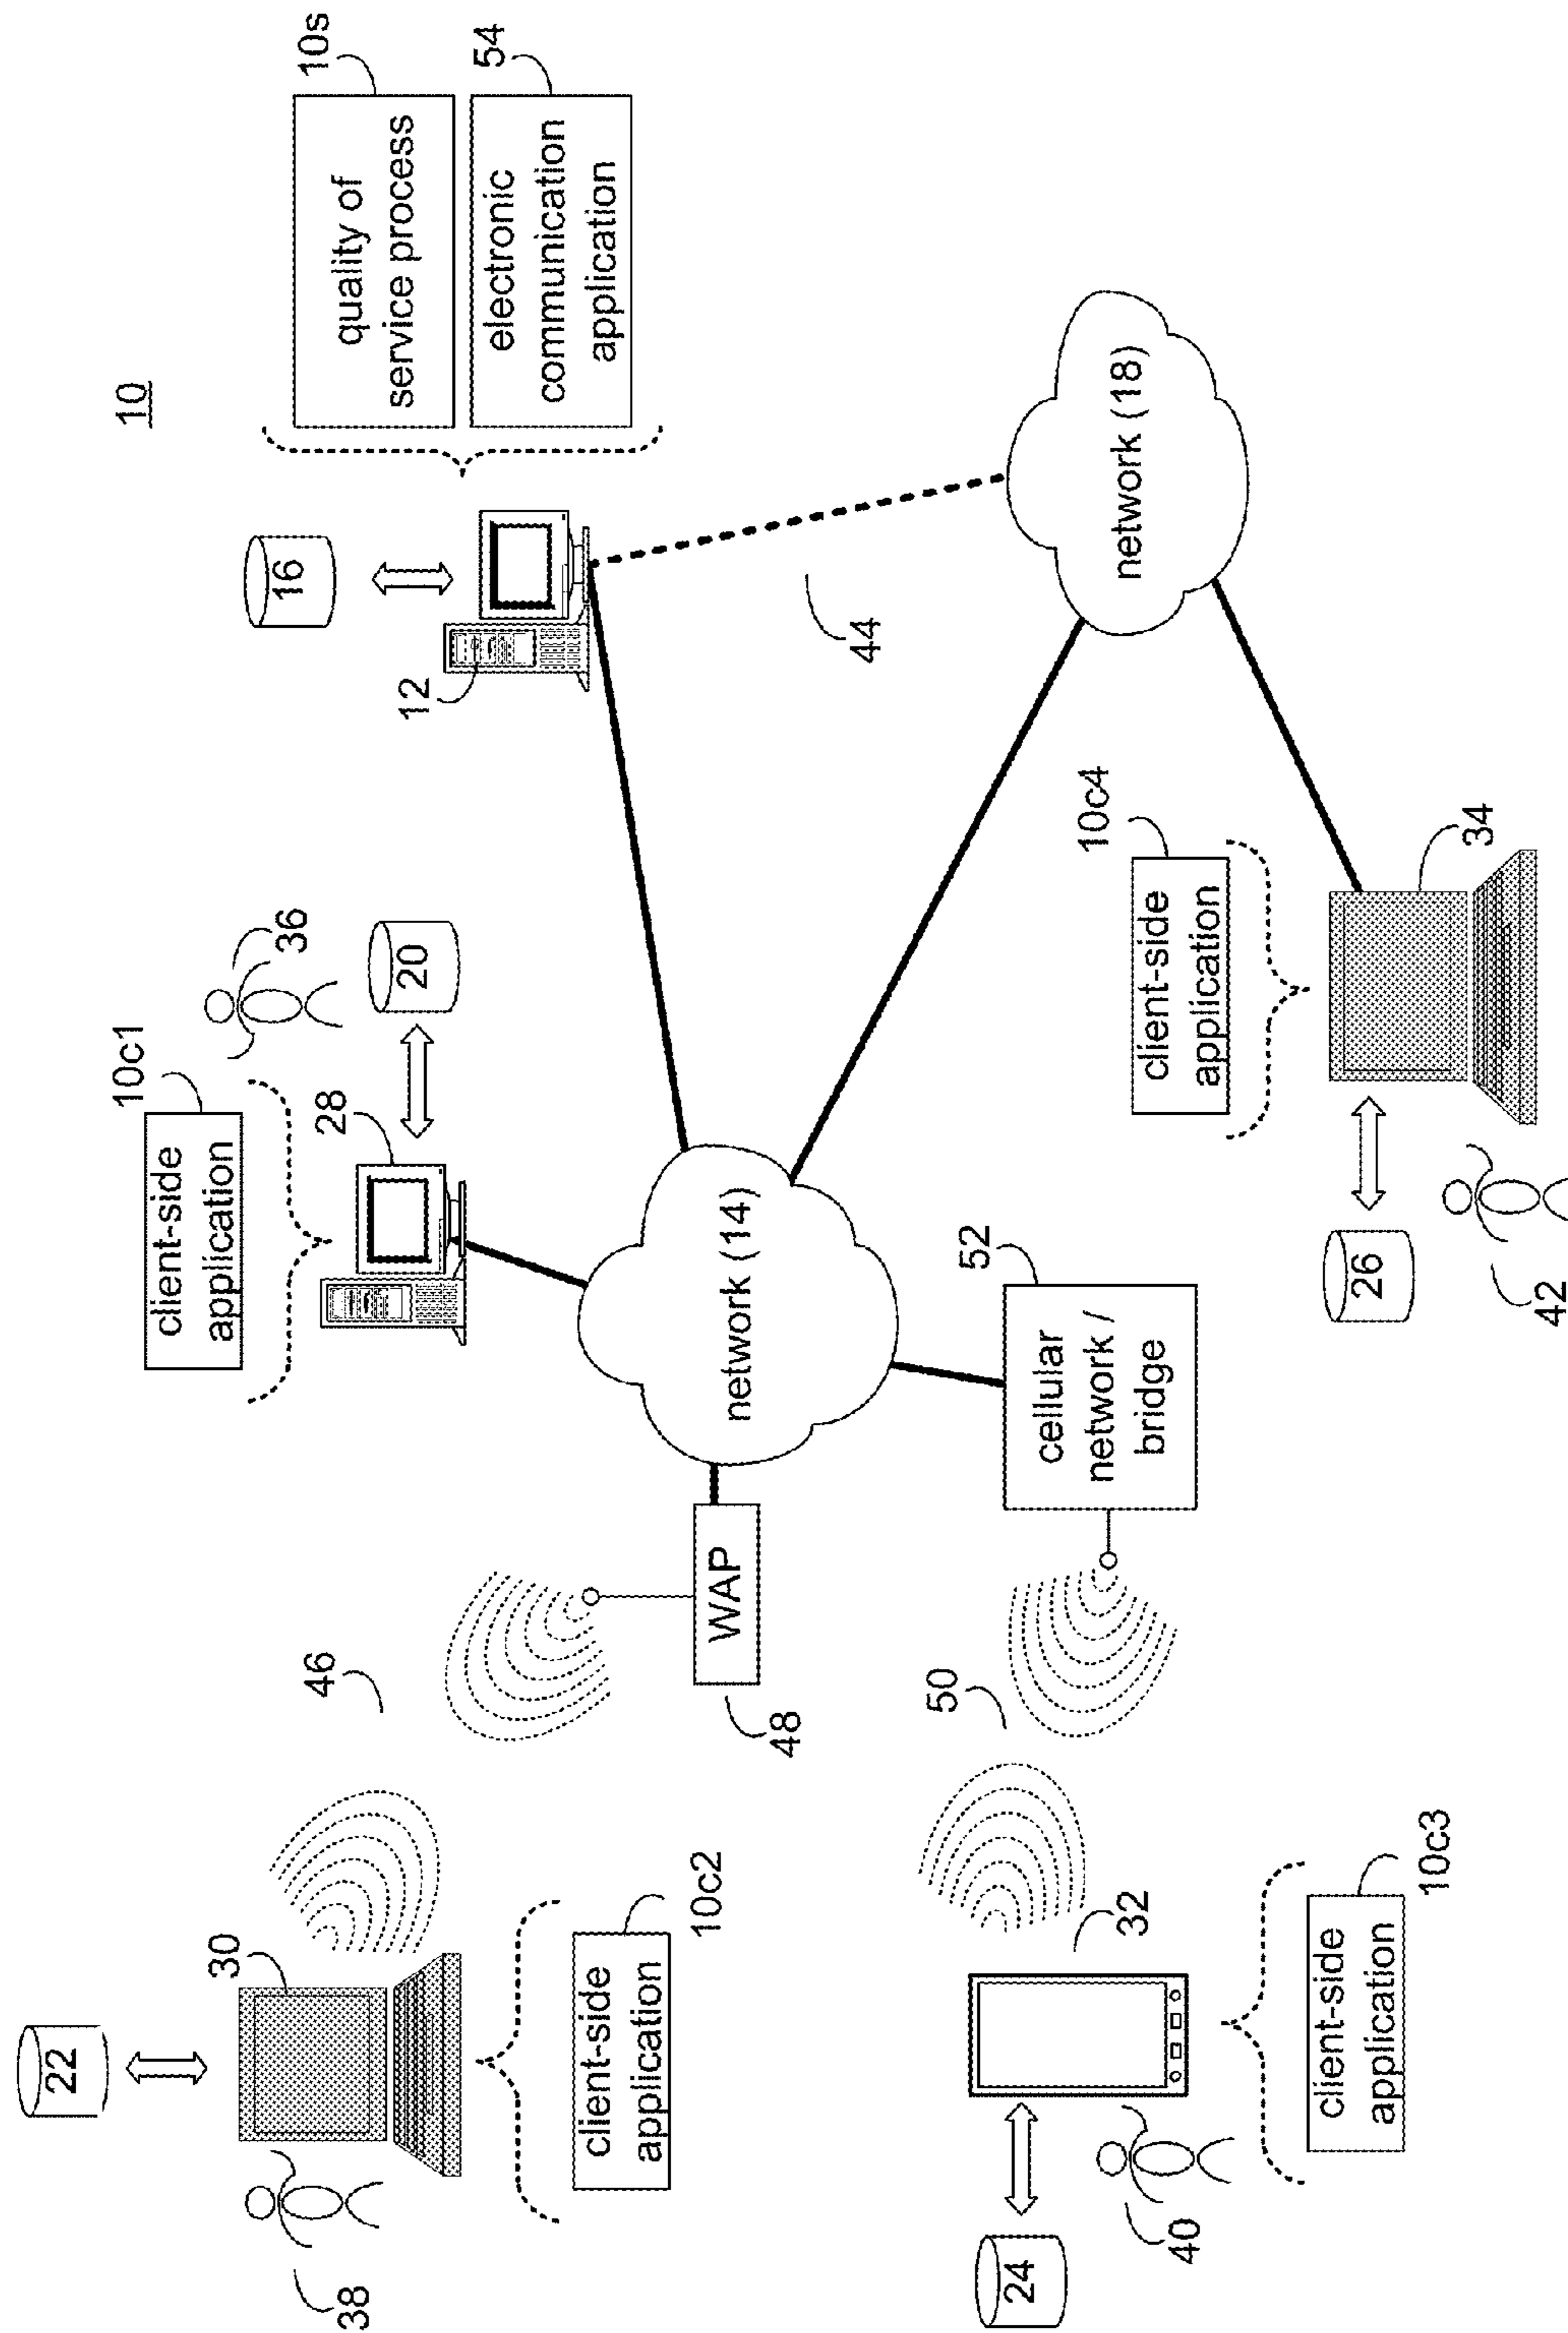 10
22
30
38
46
client-side
application
10c2
client-side
application
10c1
28
36
20
16
12
quality of
service process
10s
electronic
communication
application
54
WAP
48
network (14)
44
network (18)
50
cellular
network /
bridge
52
24
40
32
client-side
application
10c3
client-side
application
10c4
34
26
42